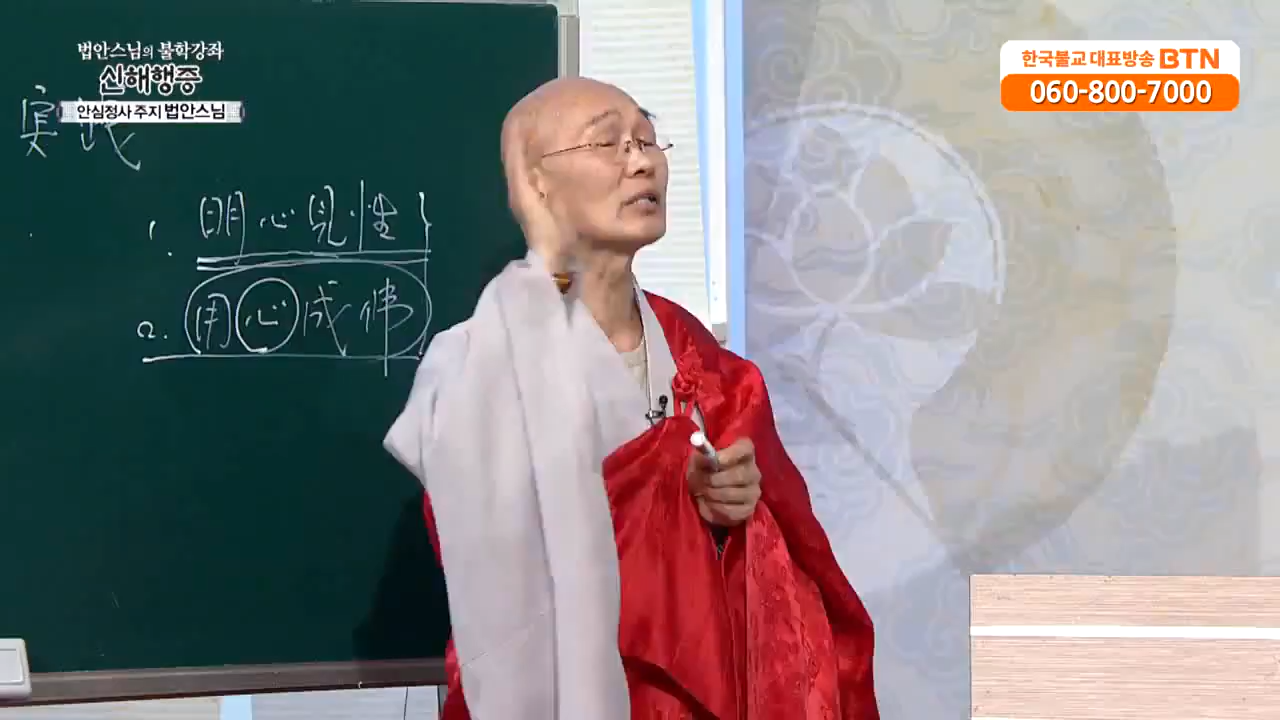 법안스님의 불학강좌
신해행증
안심정사 주지 법안스님
한국불교 대표방송 BTN
060-800-7000
実践
1. 明心見性
2. 用心成佛